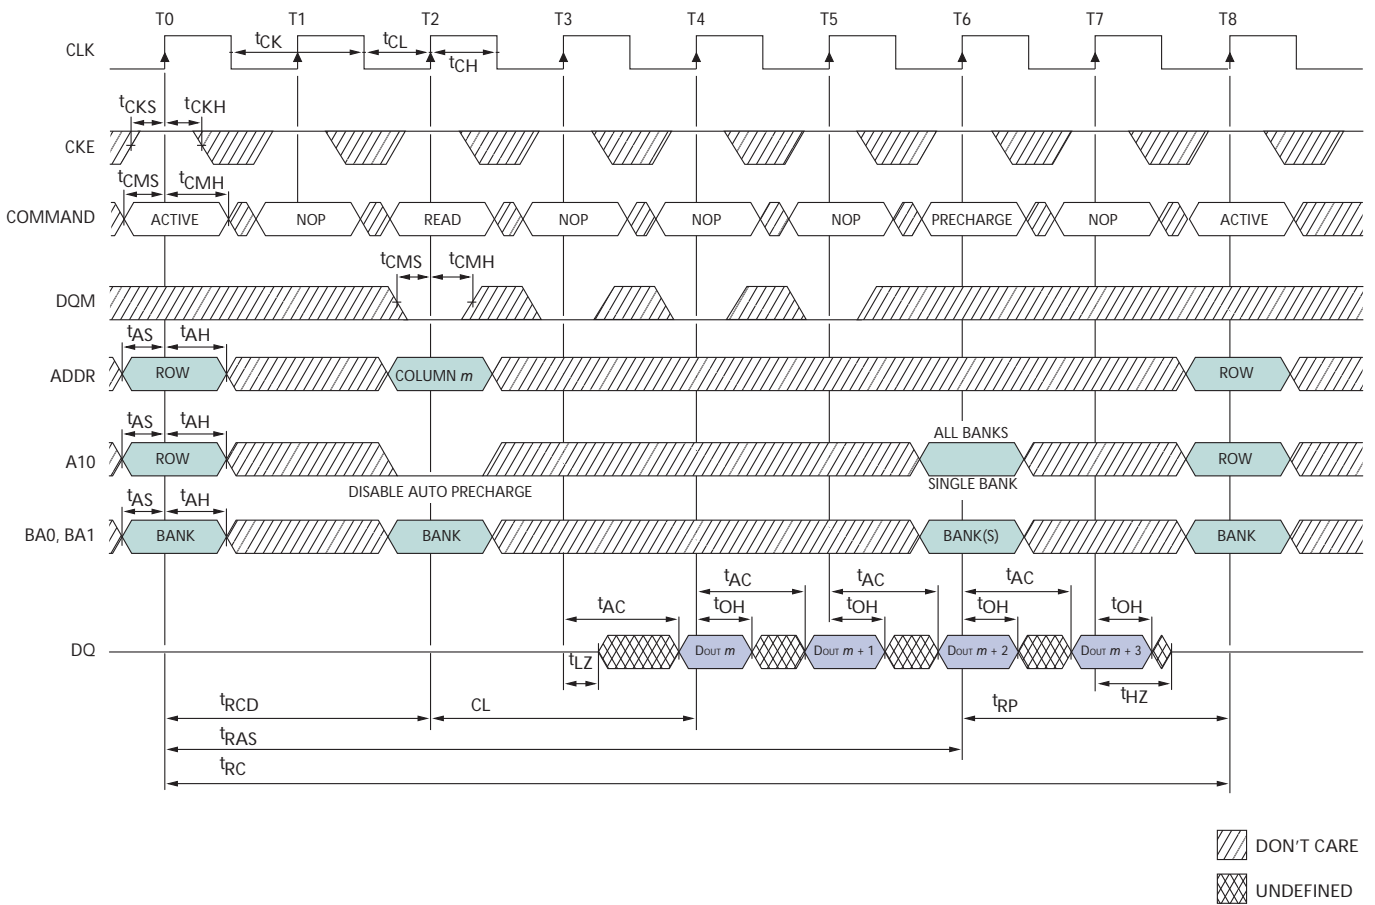 T0 T1 T2 T3 T4 T5 T6 T7 T8
CLK
tCK tCL
tCH
tCKS tCKH
CKE
tCMS tCMH
COMMAND ACTIVE NOP READ NOP NOP NOP PRECHARGE NOP ACTIVE
tCMS tCMH
DQM
tAS tAH
ADDR ROW COLUMN m ROW
tAS tAH
ALL BANKS
A10 ROW ROW
DISABLE AUTO PRECHARGE SINGLE BANK
tAS tAH
BA0, BA1 BANK BANK BANK(S) BANK
tAC tAC tAC
tAC tOH tOH tOH tOH
DQ DOUT m DOUT m + 1 DOUT m + 2 DOUT m + 3
tLZ
tHZ
tRCD CL tRP
tRAS
tRC
DON'T CARE
UNDEFINED